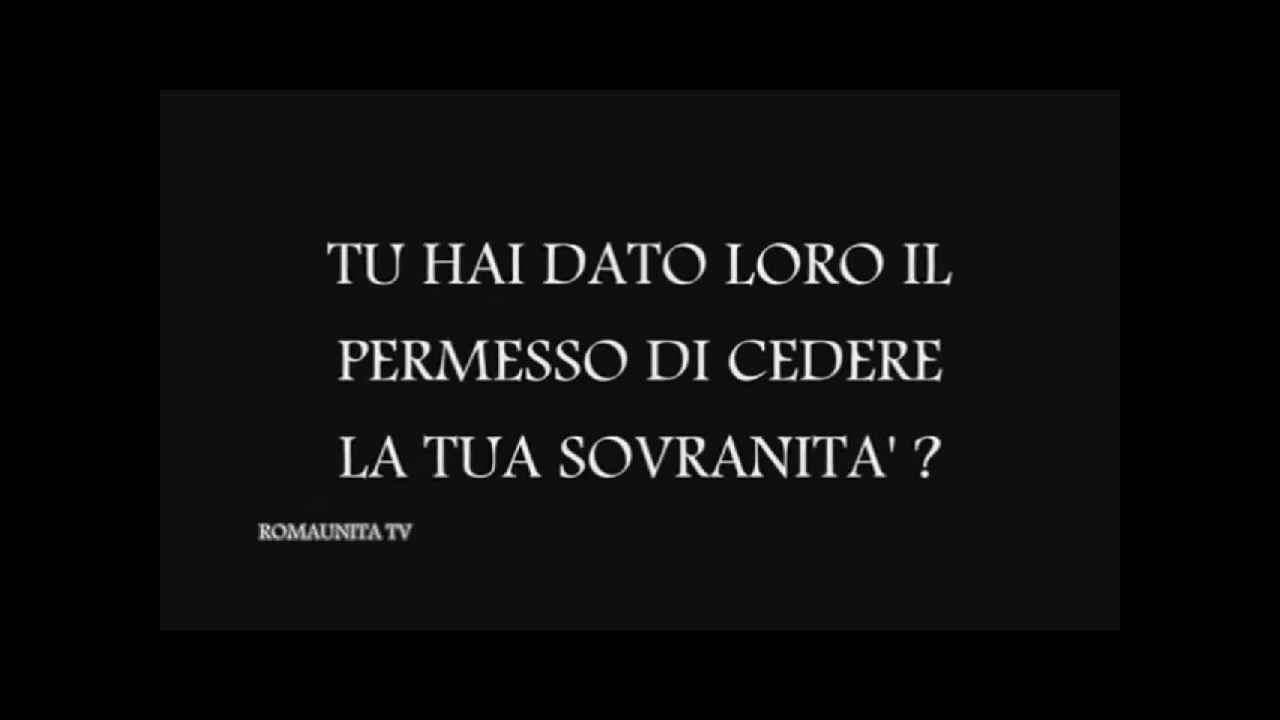 TU HAI DATO LORO IL
PERMESSO DI CEDERE
LA TUA SOVRANITA' ?
ROMAUNITA TV